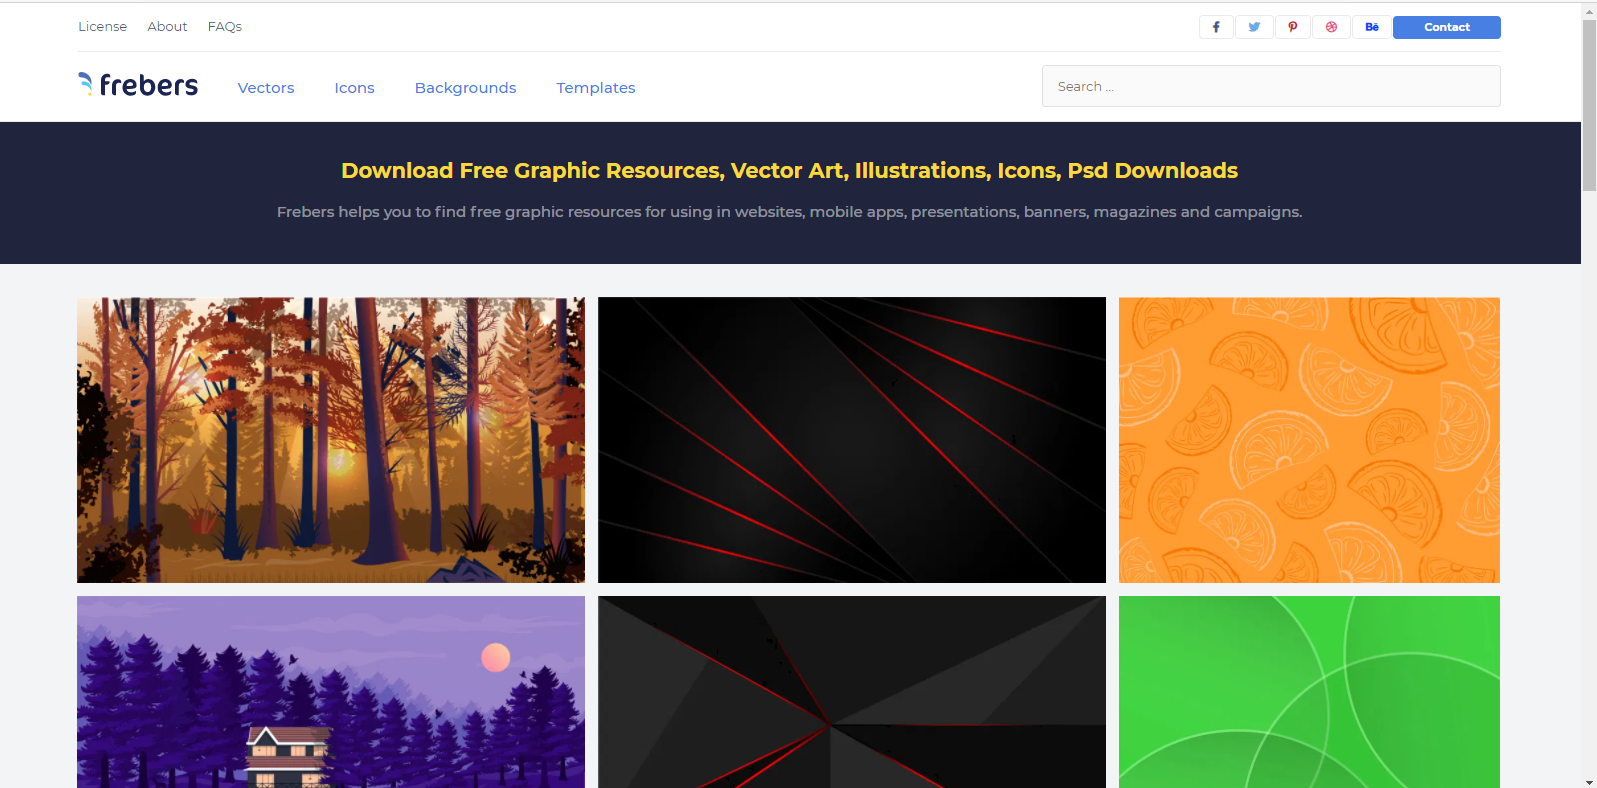 License About FAQs
Bē Contact
frebers Vectors Icons Backgrounds Templates
Search ...
Download Free Graphic Resources, Vector Art, Illustrations, Icons, Psd Downloads
Frebers helps you to find free graphic resources for using in websites, mobile apps, presentations, banners, magazines and campaigns.